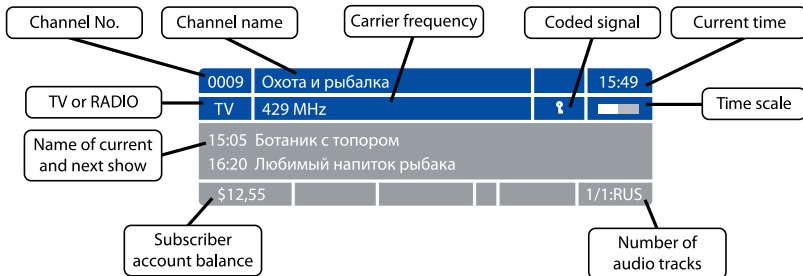 Channel No.
Channel name
Carrier frequency
Coded signal
Current time
0009 Охота и рыбалка 15:49
TV or RADIO
TV 429 MHz
Time scale
Name of current
and next show
15:05 Ботаник с топором
16:20 Любимый напиток рыбака
$12,55 1/1:RUS
Subscriber
account balance
Number of
audio tracks